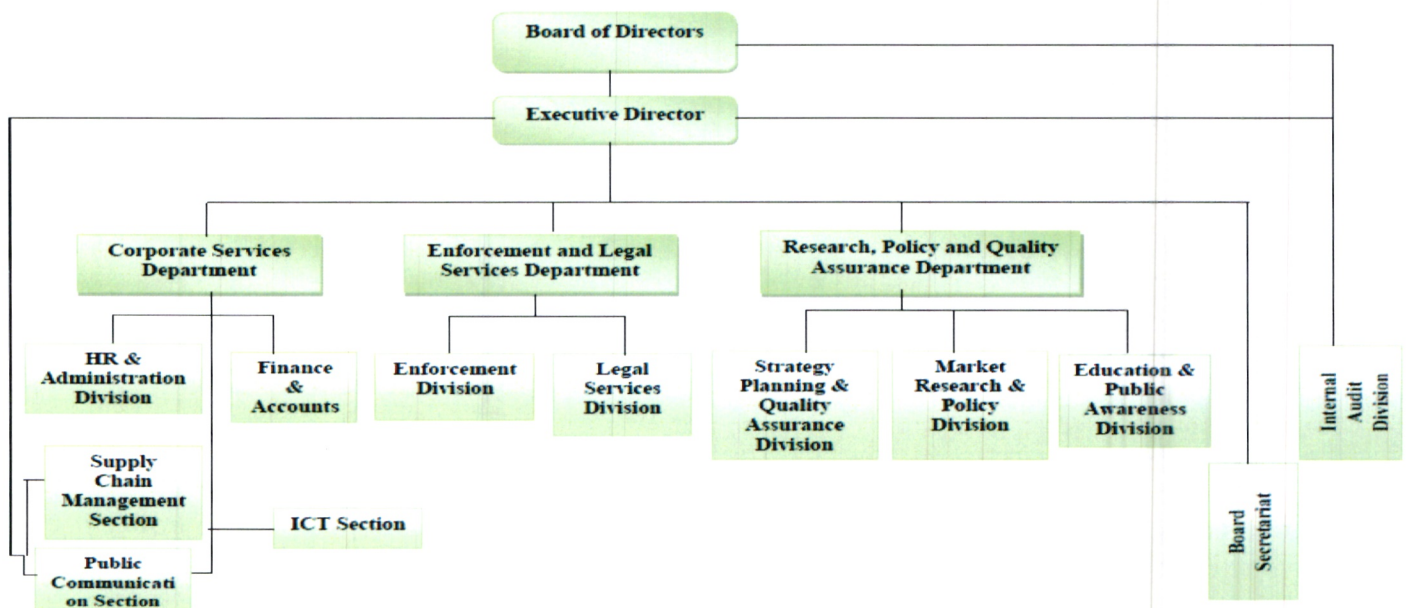 Board of Directors
Executive Director
Corporate Services
Department
Enforcement and Legal
Services Department
Research, Policy and Quality
Assurance Department
HR &
Administration
Division
Finance
&
Accounts
Enforcement
Division
Legal
Services
Division
Strategy
Planning &
Quality
Assurance
Division
Market
Research &
Policy
Division
Education &
Public
Awareness
Division
Internal
Audit
Division
Supply
Chain
Management
Section
ICT Section
Board
Secretariat
Public
Communicati
on Section